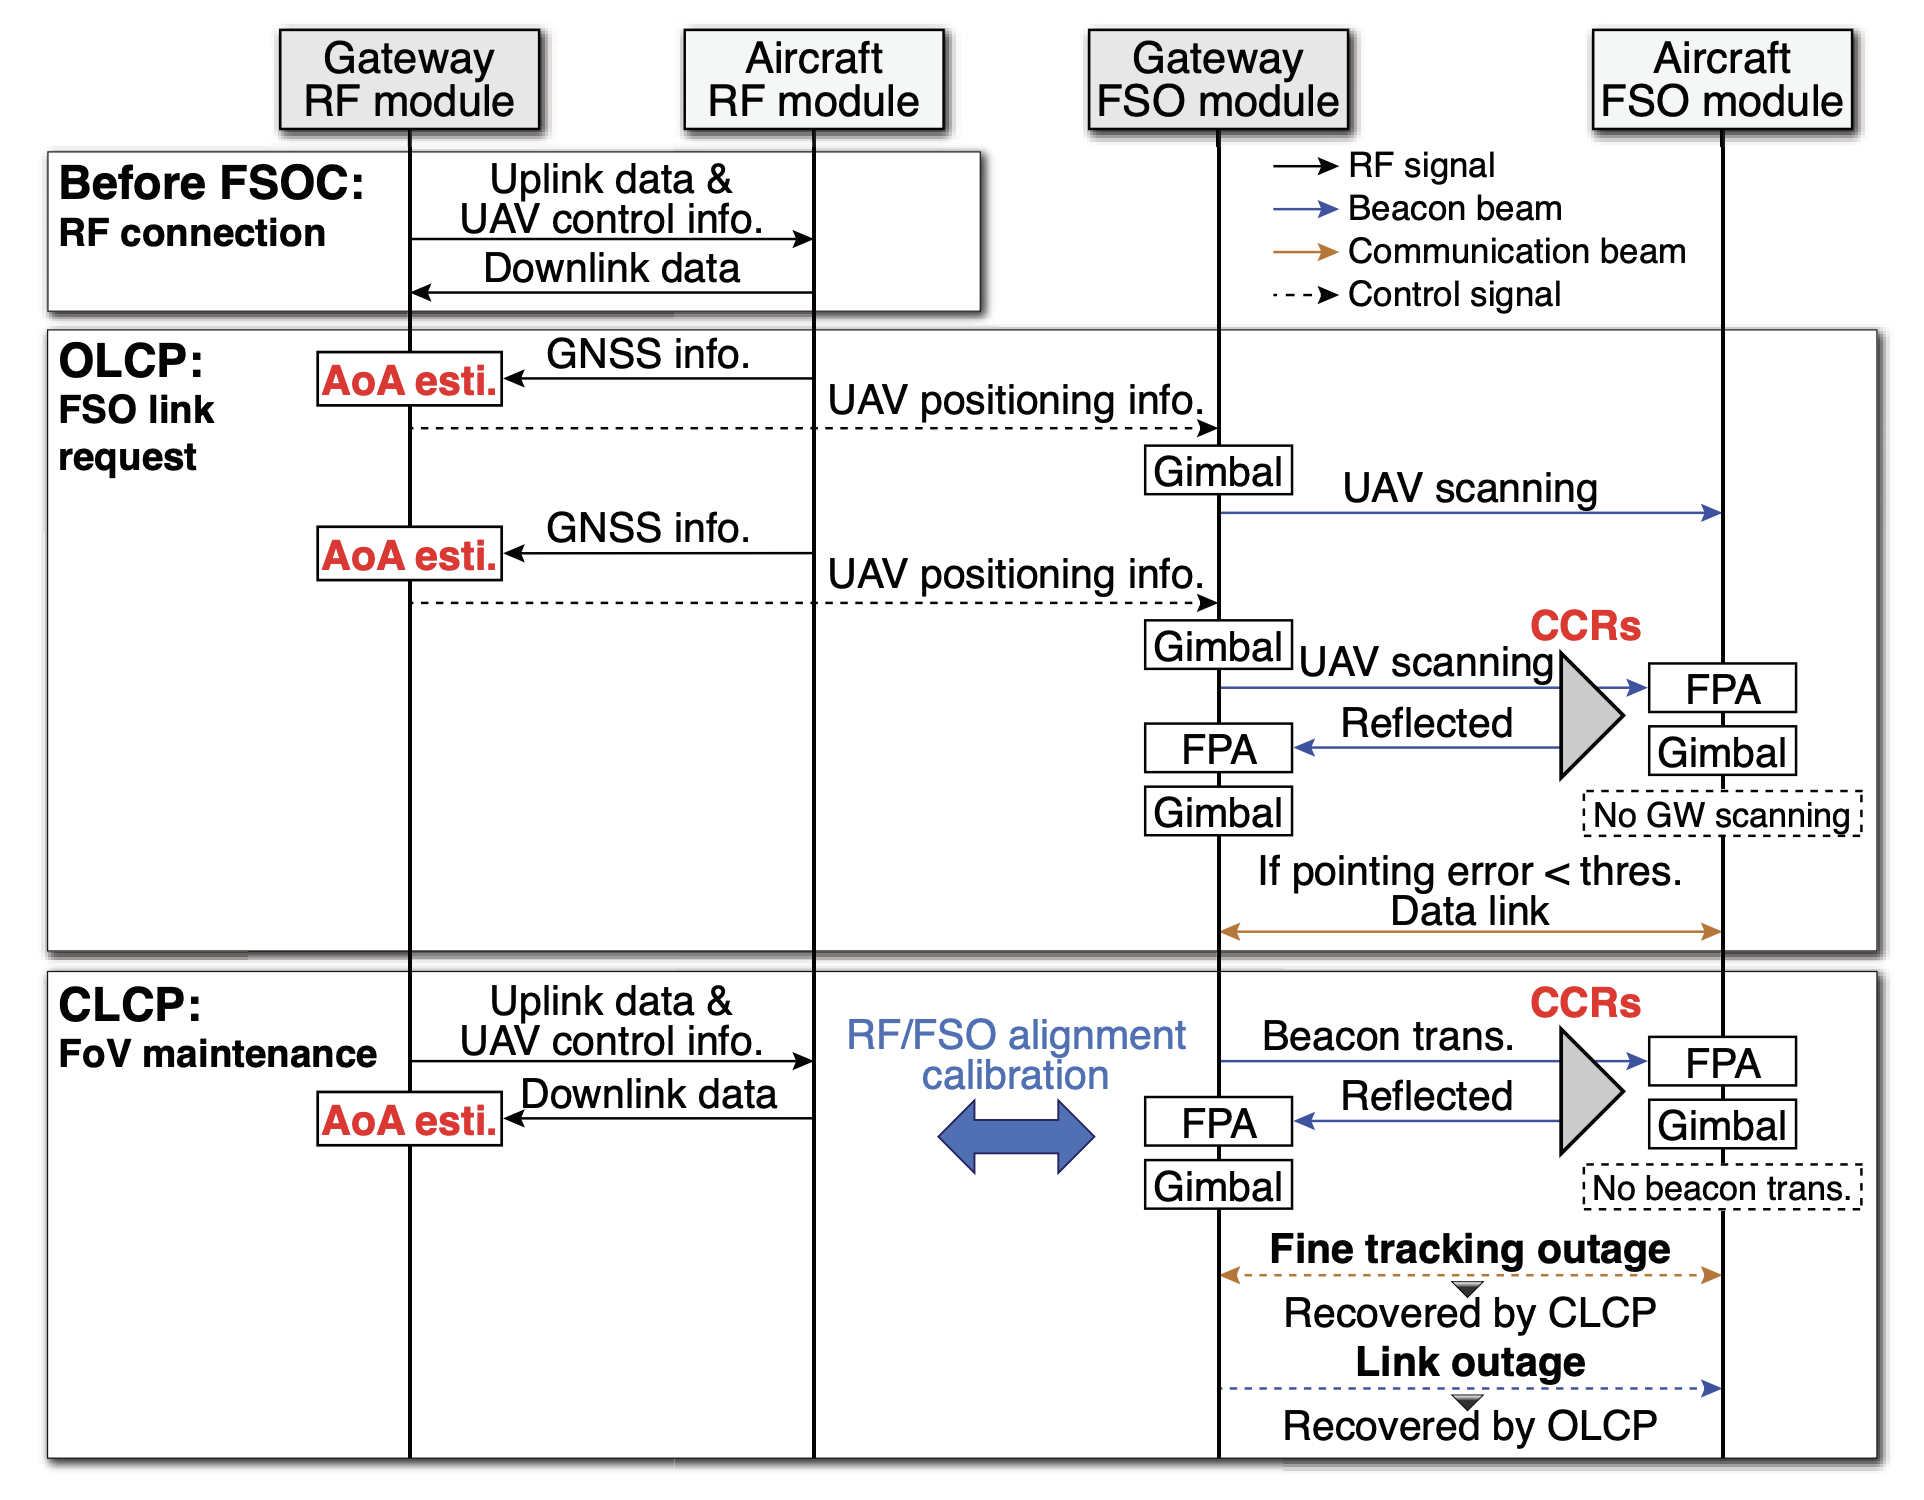 Gateway
RF module
Aircraft
RF module
Gateway
FSO module
Aircraft
FSO module
RF signal
Beacon beam
Communication beam
Control signal
Before FSOC:
RF connection
Uplink data &
UAV control info.
Downlink data
OLCP:
FSO link
request
GNSS info.
AoA esti.
UAV positioning info.
Gimbal
UAV scanning
GNSS info.
AoA esti.
UAV positioning info.
Gimbal
CCRs
UAV scanning
FPA
Reflected
FPA
Gimbal
Gimbal
No GW scanning
If pointing error < thres.
Data link
CLCP:
FoV maintenance
Uplink data &
UAV control info.
Downlink data
AoA esti.
RF/FSO alignment
calibration
CCRs
Beacon trans.
FPA
Reflected
FPA
Gimbal
Gimbal
No beacon trans.
Fine tracking outage
Recovered by CLCP
Link outage
Recovered by OLCP